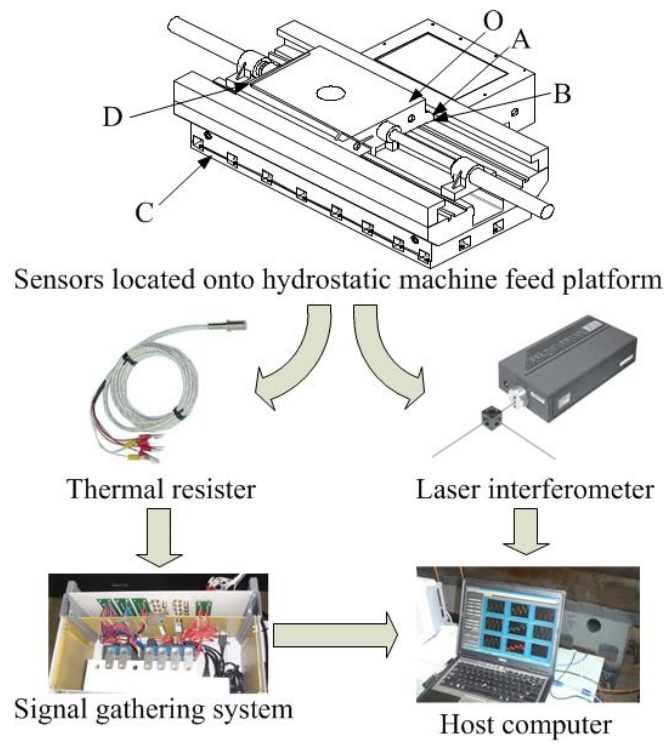 O
A
B
D
C
Sensors located onto hydrostatic machine feed platform
Thermal resister
Laser interferometer
Signal gathering system
Host computer